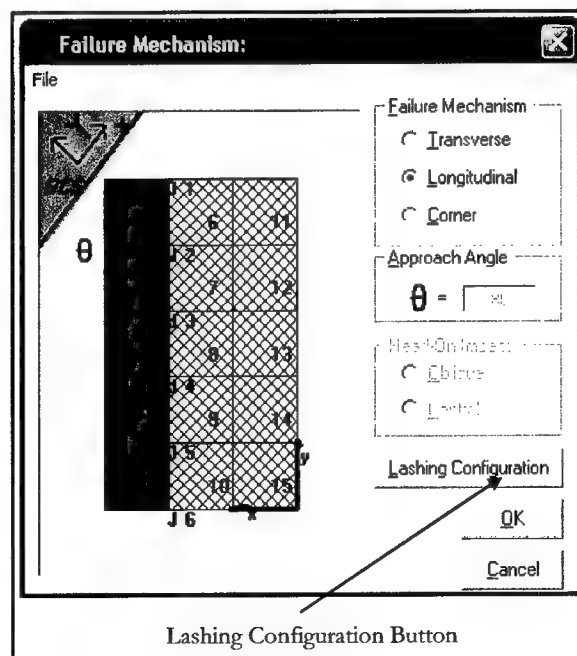 Failure Mechanism:
File
Failure Mechanism
Transverse
Longitudinal
Corner
Approach Angle
θ =
θ
J 1
6 11
J 2
7 12
J 3
8 13
J 4
9 14
J 5
y
10 15
x
J 6
Lashing Configuration
OK
Cancel
Lashing Configuration Button